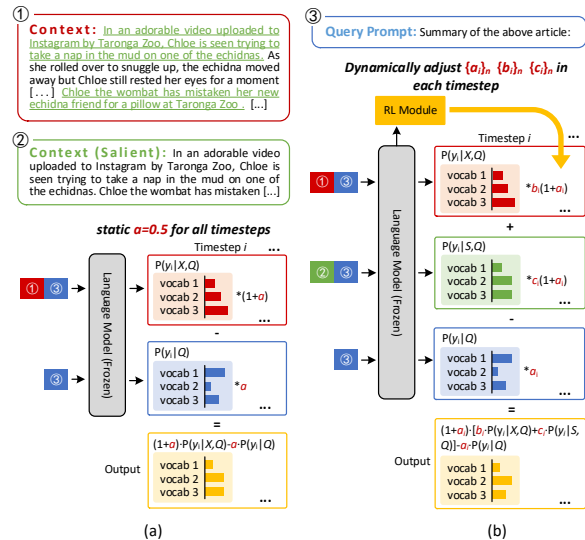 ①
Context: In an adorable video uploaded to
Instagram by Taronga Zoo, Chloe is seen trying to
take a nap in the mud on one of the echidnas. As
she rolled over to snuggle up, the echidna moved
away but Chloe still rested her eyes for a moment
[...] Chloe the wombat has mistaken her new
echidna friend for a pillow at Taronga Zoo . [...]
②
Context (Salient): In an adorable video
uploaded to Instagram by Taronga Zoo, Chloe is
seen trying to take a nap in the mud on one of the
echidnas. Chloe the wombat has mistaken [...]
static a=0.5 for all timesteps
Timestep i ...
① ③
Language Model (Frozen)
P(yᵢ|X,Q)
vocab 1
vocab 2
vocab 3
*(1+a)
...
-
③
P(yᵢ|Q)
vocab 1
vocab 2
vocab 3
*a
...
=
Output
(1+a)·P(yᵢ|X,Q)-a·P(yᵢ|Q)
vocab 1
vocab 2
vocab 3
...
(a)
③
Query Prompt: Summary of the above article:
Dynamically adjust {aᵢ}ₙ {bᵢ}ₙ {cᵢ}ₙ in
each timestep
RL Module
Timestep i ...
① ③
Language Model (Frozen)
P(yᵢ|X,Q)
vocab 1
vocab 2
vocab 3
*bᵢ(1+aᵢ)
...
+
② ③
P(yᵢ|S,Q)
vocab 1
vocab 2
vocab 3
*cᵢ(1+aᵢ)
...
-
③
P(yᵢ|Q)
vocab 1
vocab 2
vocab 3
*aᵢ
...
=
Output
(1+aᵢ)·[bᵢ·P(yᵢ|X,Q)+cᵢ·P(yᵢ|S,
Q)]-aᵢ·P(yᵢ|Q)
vocab 1
vocab 2
vocab 3
...
(b)